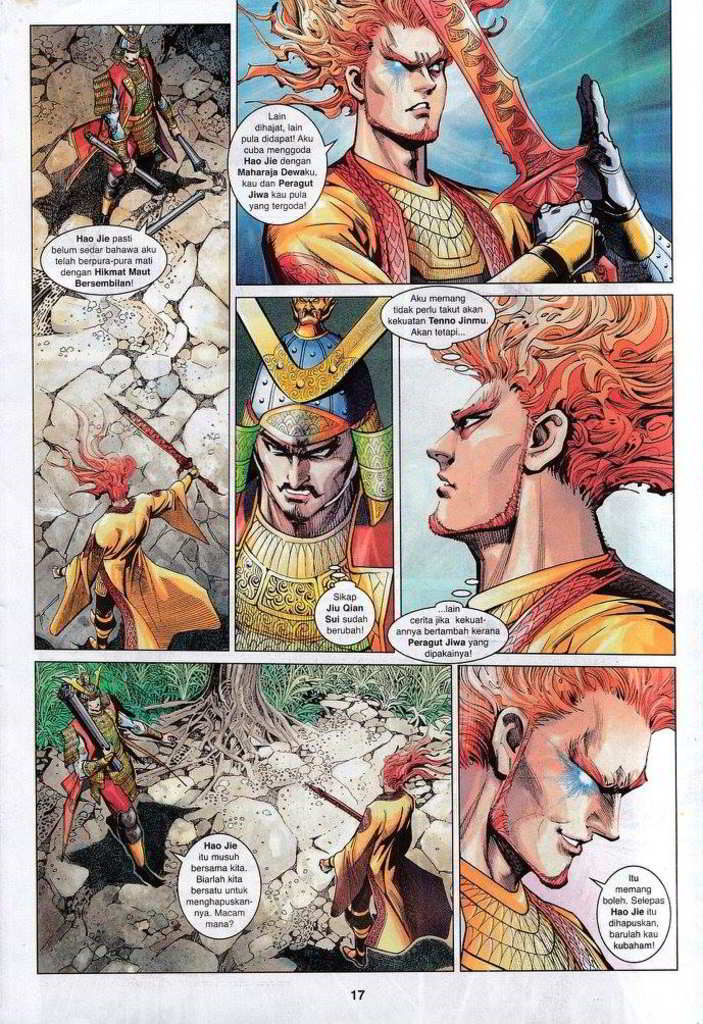 Hao Jie pasti
belum sedar bahawa aku
telah berpura-pura mati
dengan Hikmat Maut
Bersembilan!
Lain
dihajat, lain
pula didapat! Aku
cuba menggoda
Hao Jie dengan
Maharaja Dewaku,
kau dan Peragut
Jiwa kau pula
yang tergoda!
Sikap
Jiu Qian
Sui sudah
berubah!
Aku memang
tidak perlu takut akan
kekuatan Tenno Jinmu.
Akan tetapi...
...lain
cerita jika kekuat-
annya bertambah kerana
Peragut Jiwa yang
dipakainya!
Hao Jie
itu musuh
bersama kita.
Biarlah kita
bersatu untuk
menghapuskan-
nya. Macam
mana?
Itu
memang
boleh. Selepas
Hao Jie itu
dihapuskan,
barulah kau
kubaham!
17